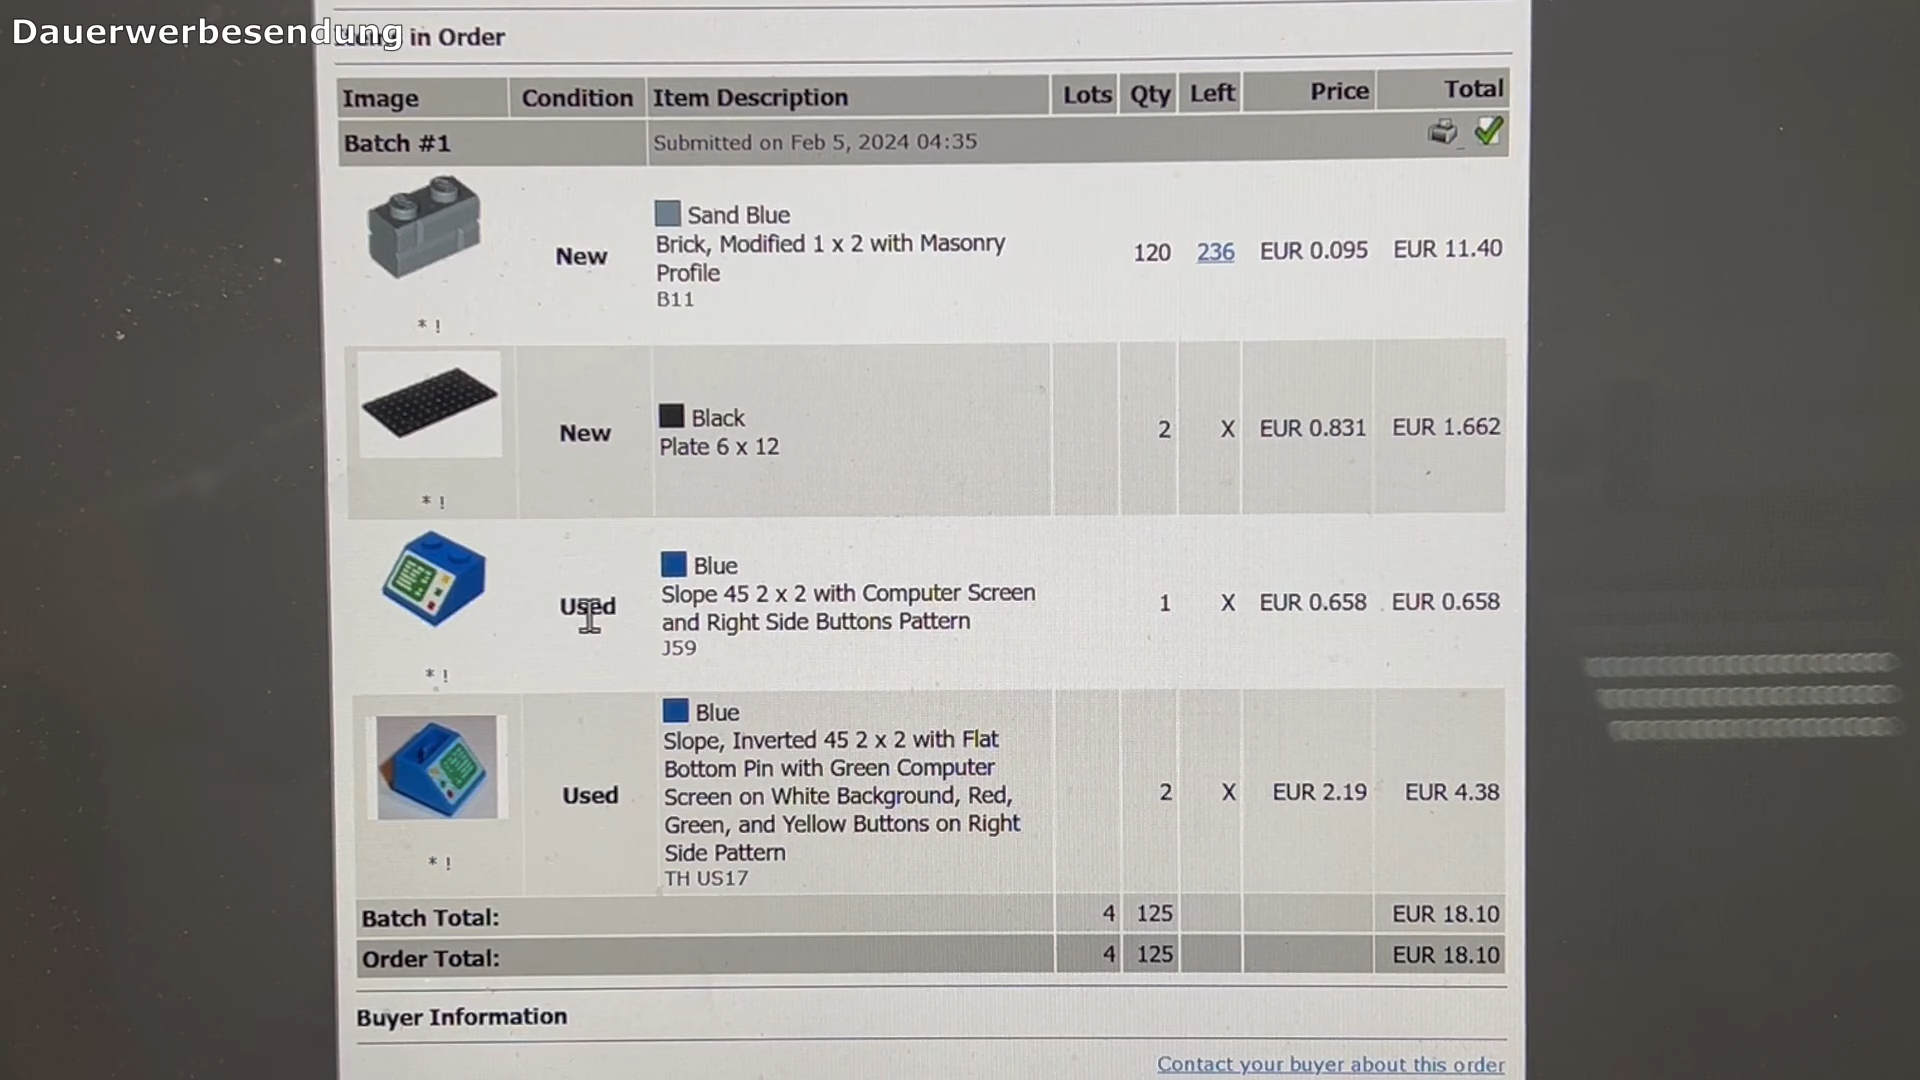 Dauerwerbesendung
in Order
Image Condition Item Description Lots Qty Left Price Total
Batch #1 Submitted on Feb 5, 2024 04:35
Sand Blue
Brick, Modified 1 x 2 with Masonry
Profile
B11
New 120 236 EUR 0.095 EUR 11.40
* !
Black
Plate 6 x 12
New 2 X EUR 0.831 EUR 1.662
* !
Blue
Slope 45 2 x 2 with Computer Screen
and Right Side Buttons Pattern
J59
Used 1 X EUR 0.658 EUR 0.658
* !
Blue
Slope, Inverted 45 2 x 2 with Flat
Bottom Pin with Green Computer
Screen on White Background, Red,
Green, and Yellow Buttons on Right
Side Pattern
TH US17
Used 2 X EUR 2.19 EUR 4.38
* !
Batch Total: 4 125 EUR 18.10
Order Total: 4 125 EUR 18.10
Buyer Information
Contact your buyer about this order